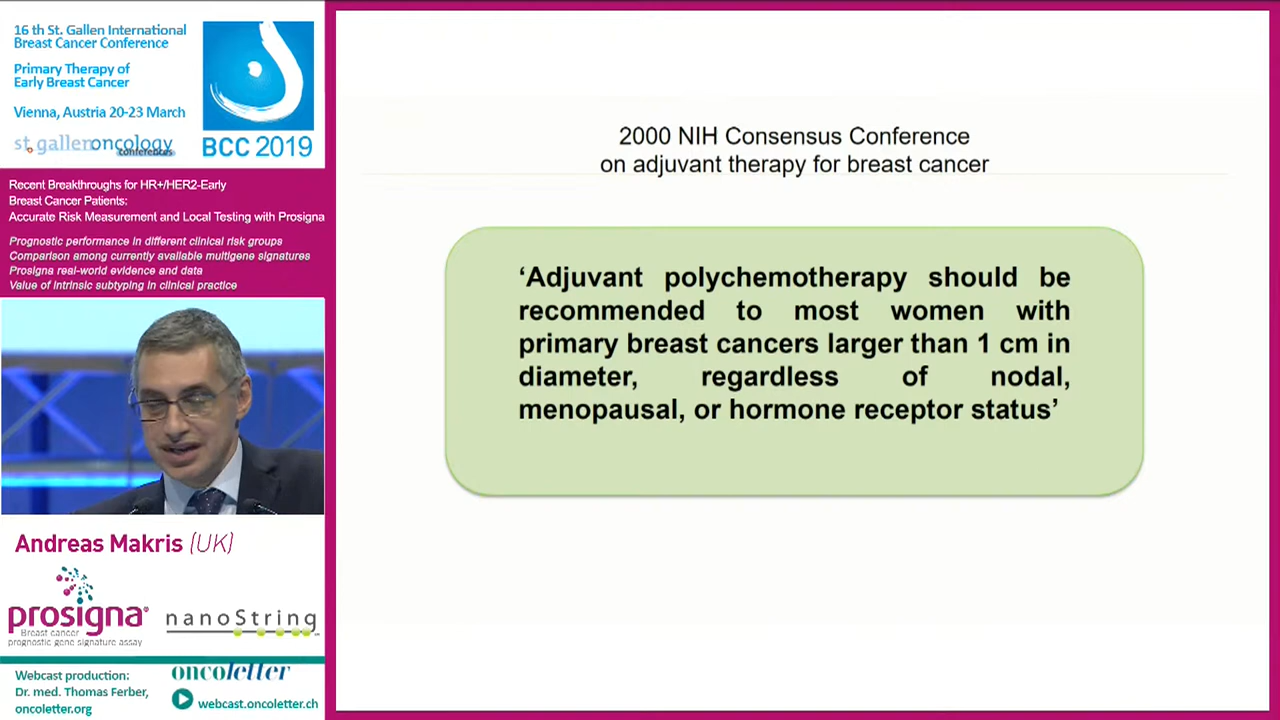 16 th St. Gallen International
Breast Cancer Conference
Primary Therapy of
Early Breast Cancer
Vienna, Austria 20-23 March
st.gallenoncology
conferences
BCC 2019
Recent Breakthroughs for HR+/HER2-Early
Breast Cancer Patients:
Accurate Risk Measurement and Local Testing with Prosigna
Prognostic performance in different clinical risk groups
Comparison among currently available multigene signatures
Prosigna real-world evidence and data
Value of intrinsic subtyping in clinical practice
Andreas Makris (UK)
prosigna®
Breast cancer
prognostic gene signature assay
nanoString
Webcast production:
Dr. med. Thomas Ferber,
oncoletter.org
oncoletter
webcast.oncoletter.ch
2000 NIH Consensus Conference
on adjuvant therapy for breast cancer
‘Adjuvant polychemotherapy should be
recommended to most women with
primary breast cancers larger than 1 cm in
diameter, regardless of nodal,
menopausal, or hormone receptor status’